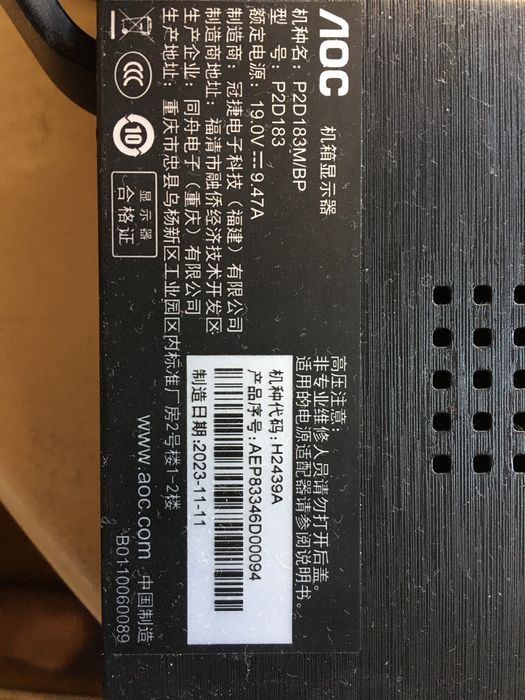 AOC 机箱显示器
机种名: P2D183M/BP
型 号: P2D183
额定电源: 19.0V 9.47A
制造商: 冠捷电子科技 (福建) 有限公司
制造商地址: 福清市融侨经济技术开发区
生产企业: 同舟电子 (重庆) 有限公司
生产地址: 重庆市忠县乌杨新区工业园区内标准厂房2号楼1-2楼
CCC
10
显示器
合格证
www.aoc.com 中国制造
*B01-10060089
高压注意:
非专业维修人员请勿打开后盖。
适用的电源适配器请参阅说明书。
机种代码: H2439A
产品序号: AEP83346D00094
制造日期: 2023-11-11